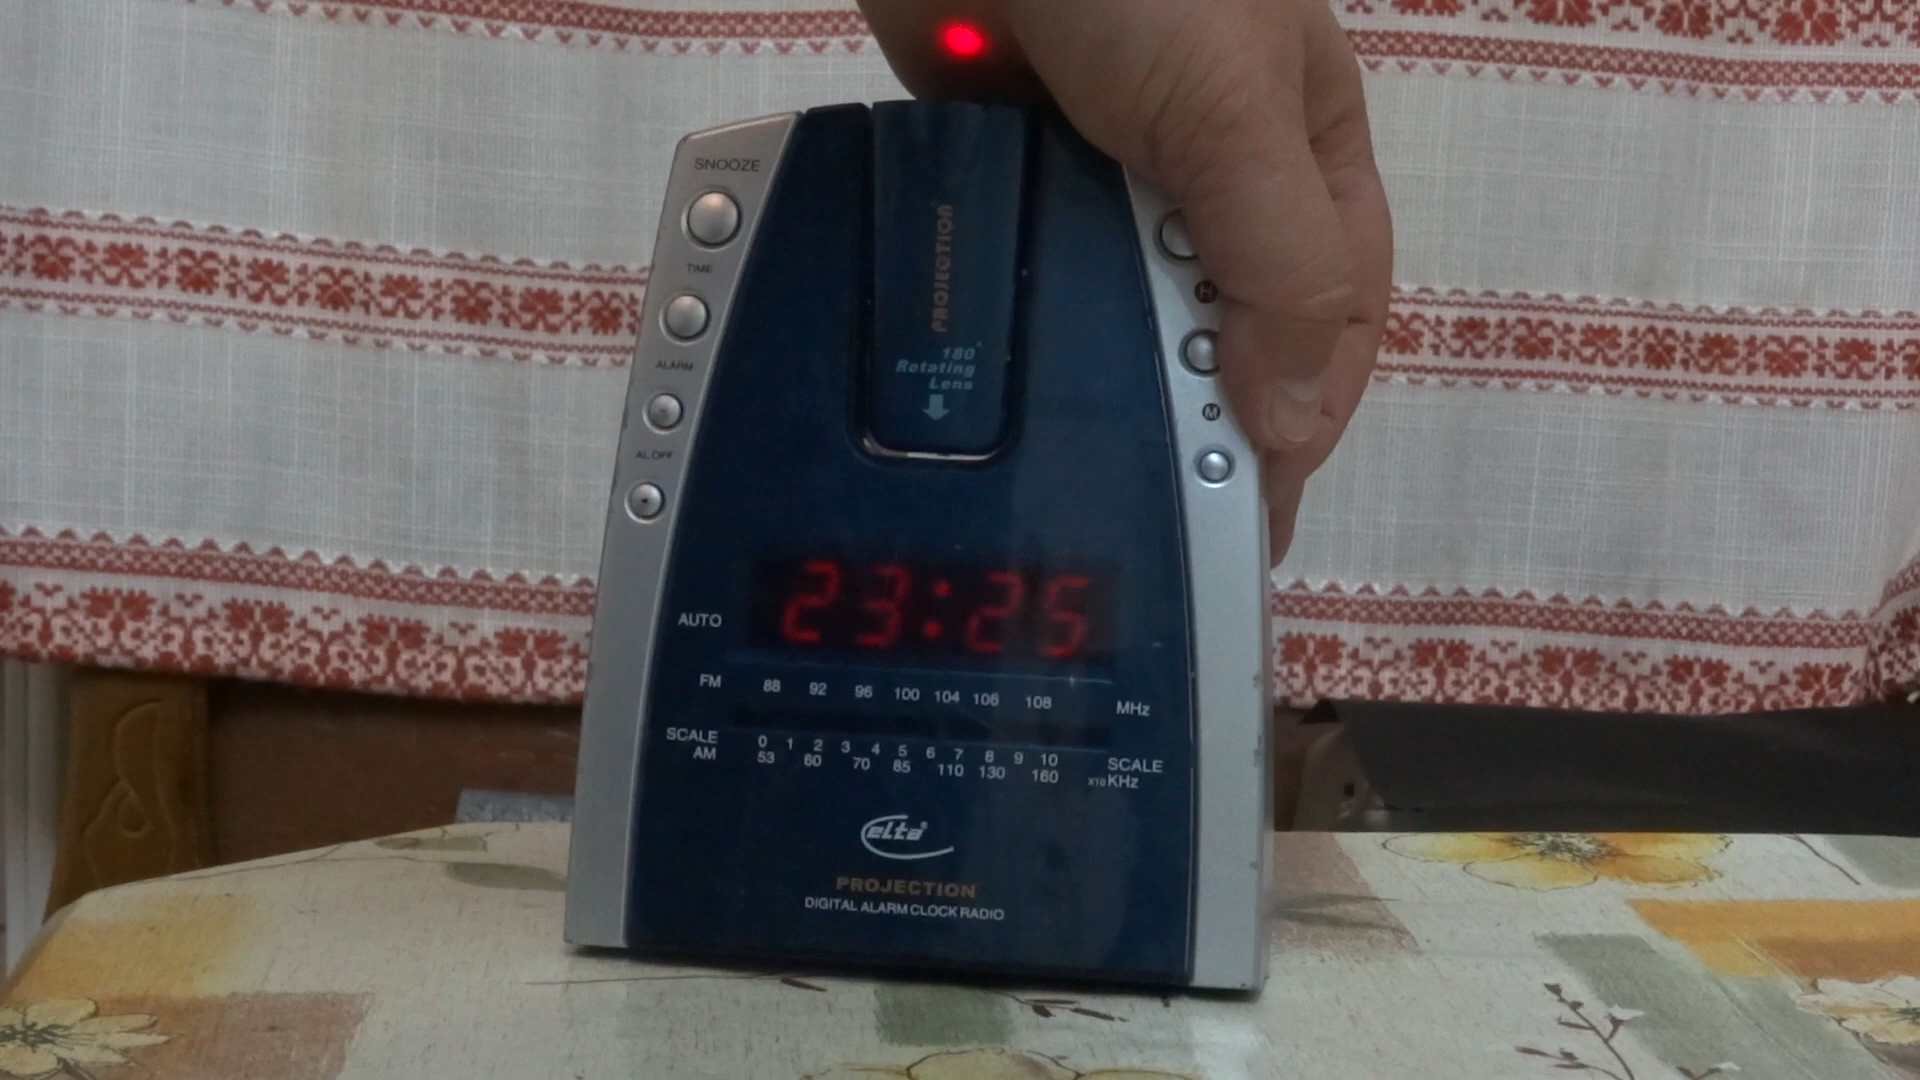 SNOOZE
TIME
ALARM
AL.OFF
H
M
PROJECTION
180°
Rotating
Lens
23:25
AUTO
FM 88 92 96 100 104 106 108 MHz
SCALE 0 1 2 3 4 5 6 7 8 9 10 SCALE
AM 53 60 70 85 110 130 160 x10KHz
elta®
PROJECTION
DIGITAL ALARM CLOCK RADIO